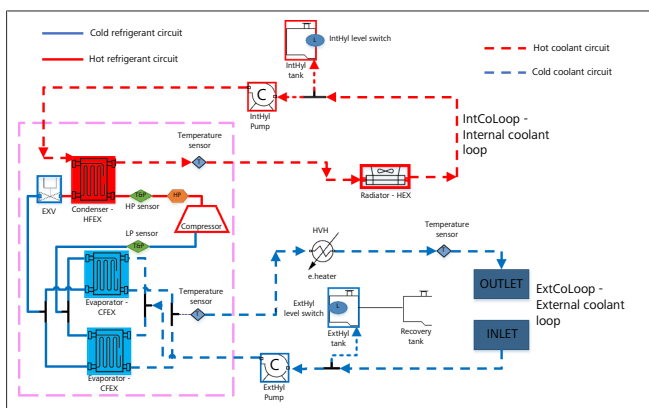 Cold refrigerant circuit
Hot refrigerant circuit
L
IntHyl level switch
IntHyl
tank
Hot coolant circuit
Cold coolant circuit
C
IntHyl
Pump
IntCoLoop -
Internal coolant
loop
Temperature
sensor
T
Radiator - HEX
EXV
Condenser -
HFEX
TbP
HP sensor
HP
Compressor
LP sensor
TbP
Evaporator -
CFEX
Temperature
sensor
T
HVH
e.heater
Temperature
sensor
T
OUTLET
INLET
ExtCoLoop -
External coolant
loop
ExtHyl
level switch
L
ExtHyl
tank
Recovery
tank
C
ExtHyl
Pump
Evaporator -
CFEX